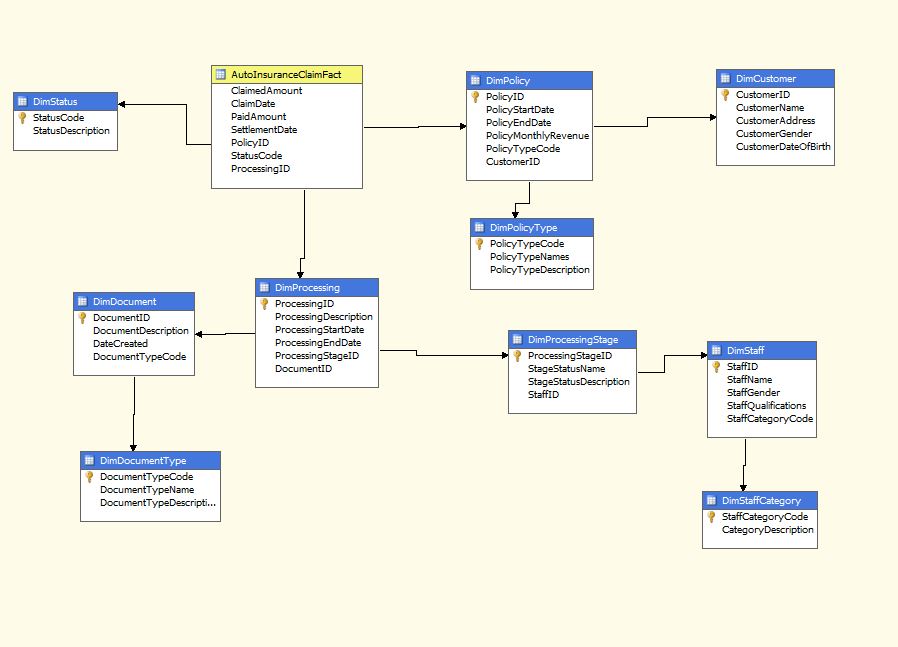 AutoInsuranceClaimFact
ClaimedAmount
ClaimDate
PaidAmount
SettlementDate
PolicyID
StatusCode
ProcessingID
DimStatus
StatusCode
StatusDescription
DimPolicy
PolicyID
PolicyStartDate
PolicyEndDate
PolicyMonthlyRevenue
PolicyTypeCode
CustomerID
DimCustomer
CustomerID
CustomerName
CustomerAddress
CustomerGender
CustomerDateOfBirth
DimPolicyType
PolicyTypeCode
PolicyTypeNames
PolicyTypeDescription
DimProcessing
ProcessingID
ProcessingDescription
ProcessingStartDate
ProcessingEndDate
ProcessingStageID
DocumentID
DimDocument
DocumentID
DocumentDescription
DateCreated
DocumentTypeCode
DimProcessingStage
ProcessingStageID
StageStatusName
StageStatusDescription
StaffID
DimStaff
StaffID
StaffName
StaffGender
StaffQualifications
StaffCategoryCode
DimDocumentType
DocumentTypeCode
DocumentTypeName
DocumentTypeDescripti...
DimStaffCategory
StaffCategoryCode
CategoryDescription